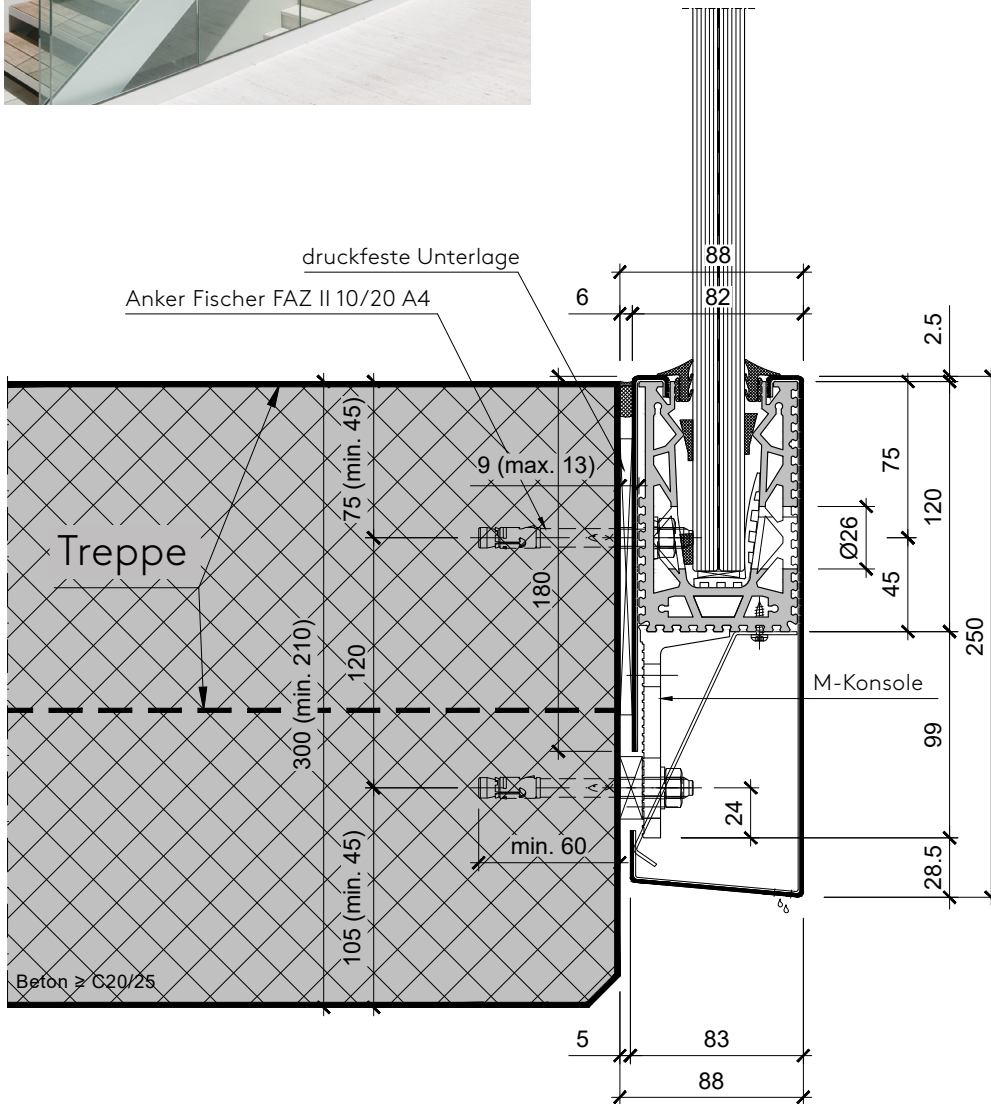 88
druckfeste Unterlage
6
82
Anker Fischer FAZ II 10/20 A4
2.5
75 (min. 45)
9 (max. 13)
75
120
Ø26
Treppe
180
45
250
300 (min. 210)
120
M-Konsole
99
24
min. 60
105 (min. 45)
28.5
Beton ≥ C20/25
5
83
88